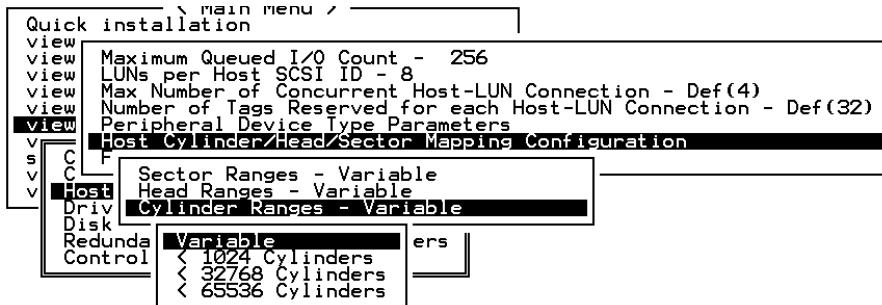 < Main Menu >
Quick installation
view
view
view
view
view
view
v
s
v
v
Maximum Queued I/O Count -  256
LUNs per Host SCSI ID - 8
Max Number of Concurrent Host-LUN Connection - Def(4)
Number of Tags Reserved for each Host-LUN Connection - Def(32)
Peripheral Device Type Parameters
Host Cylinder/Head/Sector Mapping Configuration
F
C
C
Host
Driv
Disk
Redunda
ers
Control
Sector Ranges - Variable
Head Ranges - Variable
Cylinder Ranges - Variable
Variable
< 1024 Cylinders
< 32768 Cylinders
< 65536 Cylinders